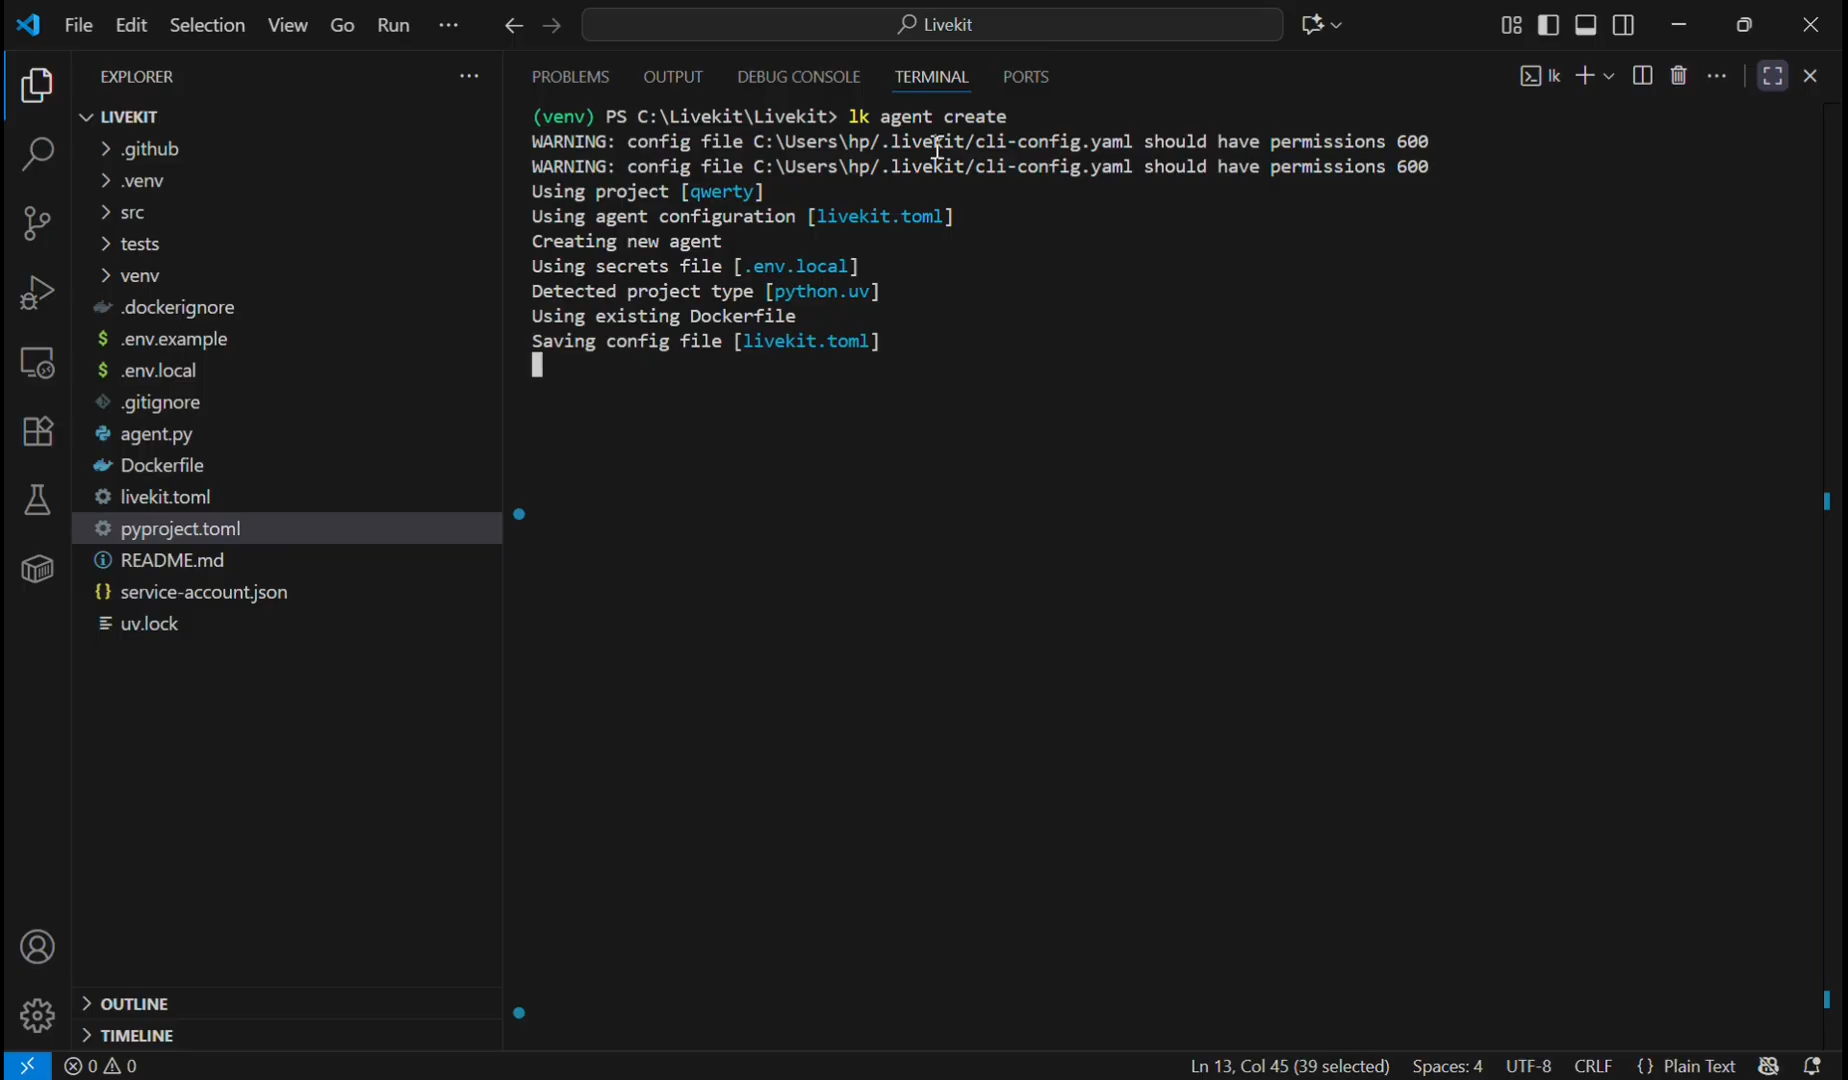 File Edit Selection View Go Run ··· Livekit
EXPLORER ···
LIVEKIT
.github
.venv
src
tests
venv
.dockerignore
$ .env.example
$ .env.local
.gitignore
agent.py
Dockerfile
livekit.toml
pyproject.toml
README.md
{} service-account.json
uv.lock
OUTLINE
TIMELINE
PROBLEMS OUTPUT DEBUG CONSOLE TERMINAL PORTS lk
(venv) PS C:\Livekit\Livekit> lk agent create
WARNING: config file C:\Users\hp/.livekit/cli-config.yaml should have permissions 600
WARNING: config file C:\Users\hp/.livekit/cli-config.yaml should have permissions 600
Using project [qwerty]
Using agent configuration [livekit.toml]
Creating new agent
Using secrets file [.env.local]
Detected project type [python.uv]
Using existing Dockerfile
Saving config file [livekit.toml]
0 0 Ln 13, Col 45 (39 selected) Spaces: 4 UTF-8 CRLF {} Plain Text